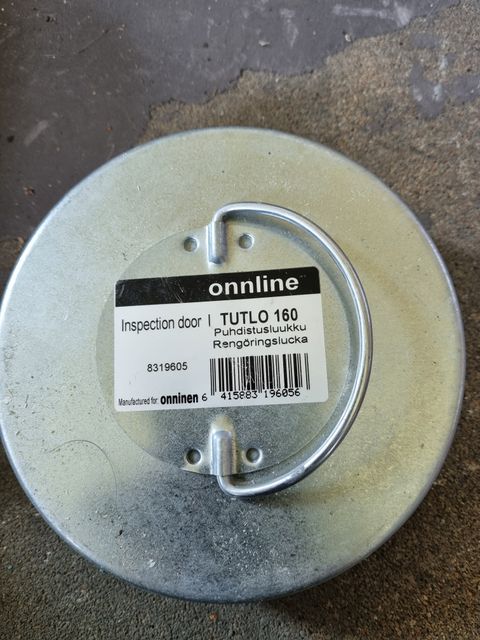 onnline
Inspection door | TUTLO 160
Puhdistusluukku
Rengöringslucka
8319605
Manufactured for: onninen 6 415883 196056